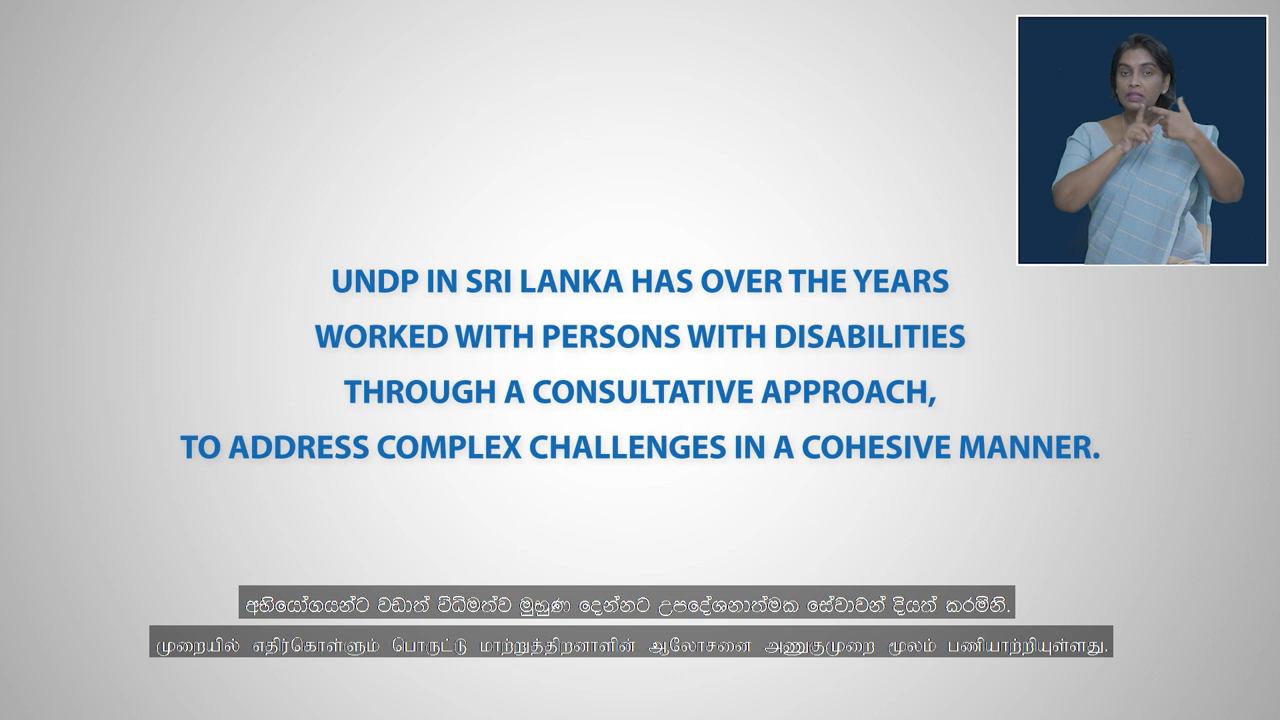 UNDP IN SRI LANKA HAS OVER THE YEARS
WORKED WITH PERSONS WITH DISABILITIES
THROUGH A CONSULTATIVE APPROACH,
TO ADDRESS COMPLEX CHALLENGES IN A COHESIVE MANNER.
අභියෝගයන්ට වඩාත් විධිමත්ව මුහුණ දෙන්නට උපදේශනාත්මක සේවාවන් දියත් කරමිනි.
முறையில் எதிர்கொள்ளும் பொருட்டு மாற்றுத்திறனாளின் ஆலோசனை அணுகுமுறை மூலம் பணியாற்றியுள்ளது.